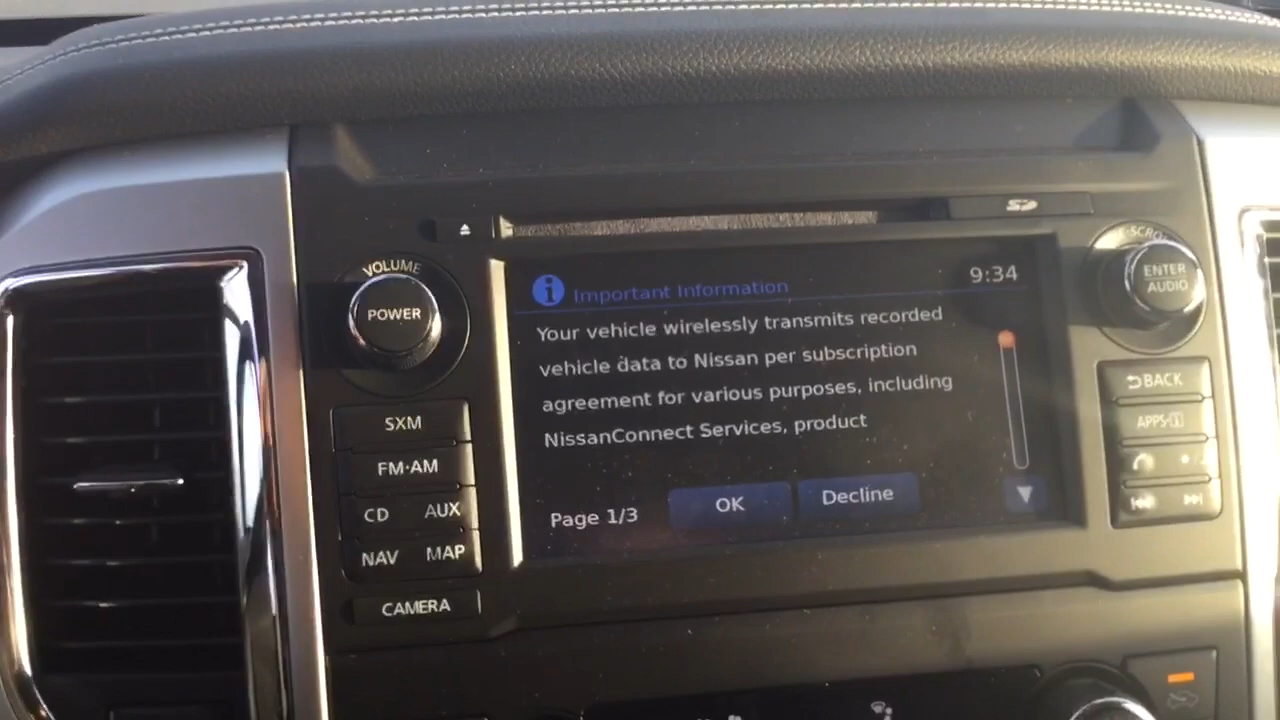 SD
VOLUME
POWER
SXM
FM·AM
CD AUX
NAV MAP
CAMERA
i Important Information
9:34
Your vehicle wirelessly transmits recorded
vehicle data to Nissan per subscription
agreement for various purposes, including
NissanConnect Services, product
Page 1/3
OK
Decline
ENTER
AUDIO
BACK
APPS·i